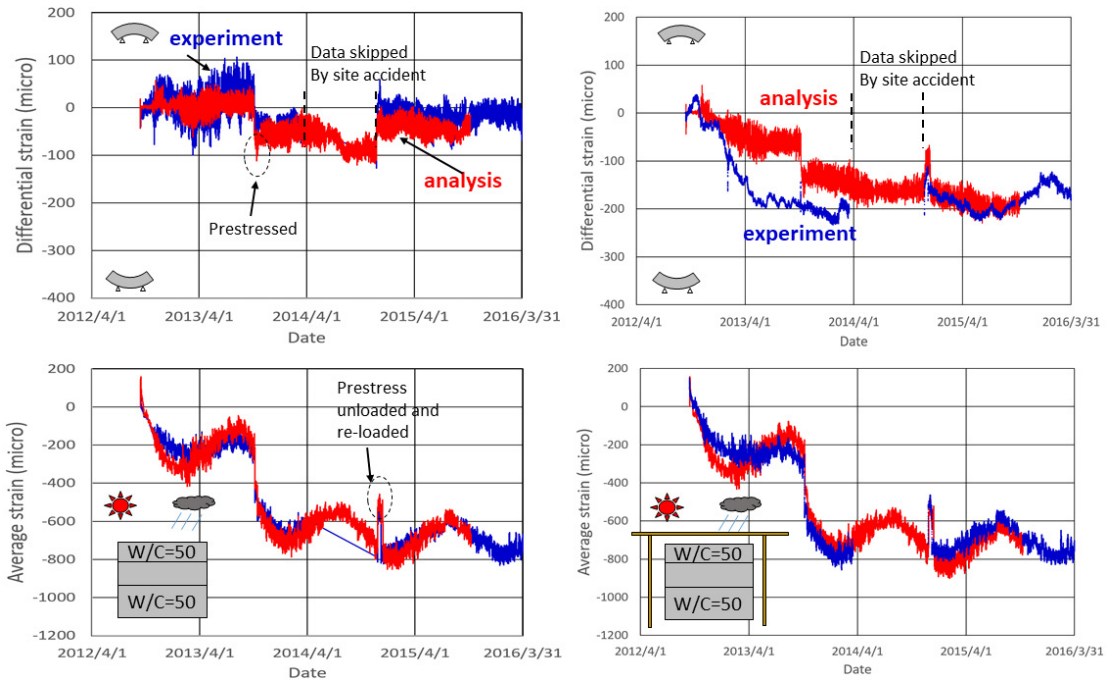 200
100
0
-100
-200
-300
-400
Differential strain (micro)
experiment
Data skipped
By site accident
analysis
Prestressed
2012/4/1
2013/4/1
2014/4/1
2015/4/1
2016/3/31
Date
200
100
0
-100
-200
-300
-400
Differential strain (micro)
analysis
Data skipped
By site accident
experiment
2012/4/1
2013/4/1
2014/4/1
2015/4/1
2016/3/31
Date
200
0
-200
-400
-600
-800
-1000
-1200
Average strain (micro)
Prestress
unloaded and
re-loaded
W/C=50
W/C=50
2012/4/1
2013/4/1
2014/4/1
2015/4/1
2016/3/31
Date
200
0
-200
-400
-600
-800
-1000
-1200
Average strain (micro)
W/C=50
W/C=50
2012/4/1
2013/4/1
2014/4/1
2015/4/1
2016/3/31
Date